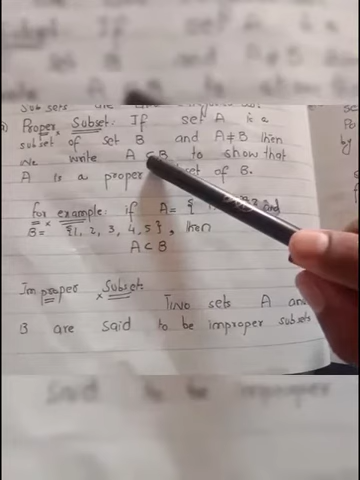 a) Proper Subset: If set A is a
subset of set B and A ≠ B then
we write A ⊂ B to show that
A is a proper of B.
for example: if A = {
B = {1, 2, 3, 4, 5}, then
A ⊂ B
Improper Subset
Two sets A
B are said to be improper subsets